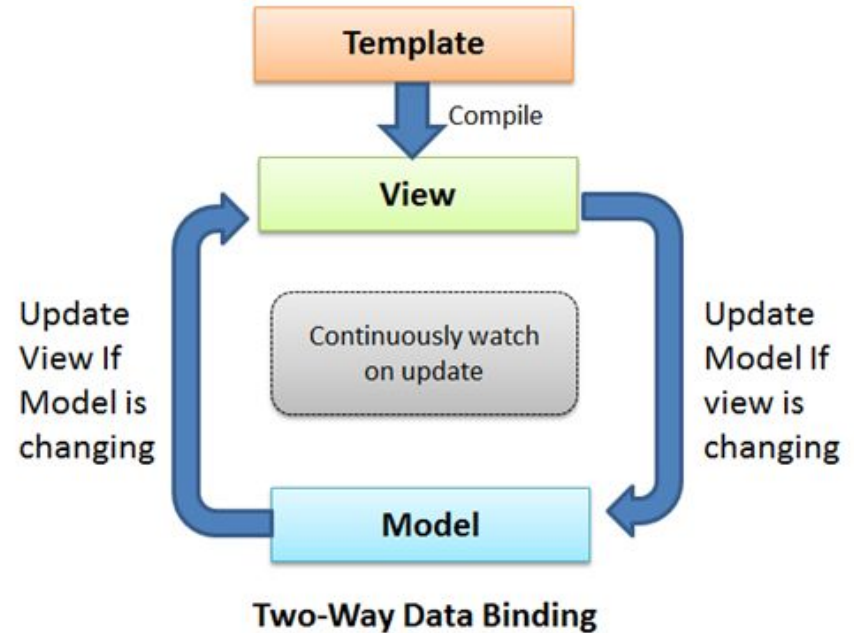 Template
Compile
View
Update
View If
Model is
changing
Continuously watch
on update
Update
Model If
view is
changing
Model
Two-Way Data Binding